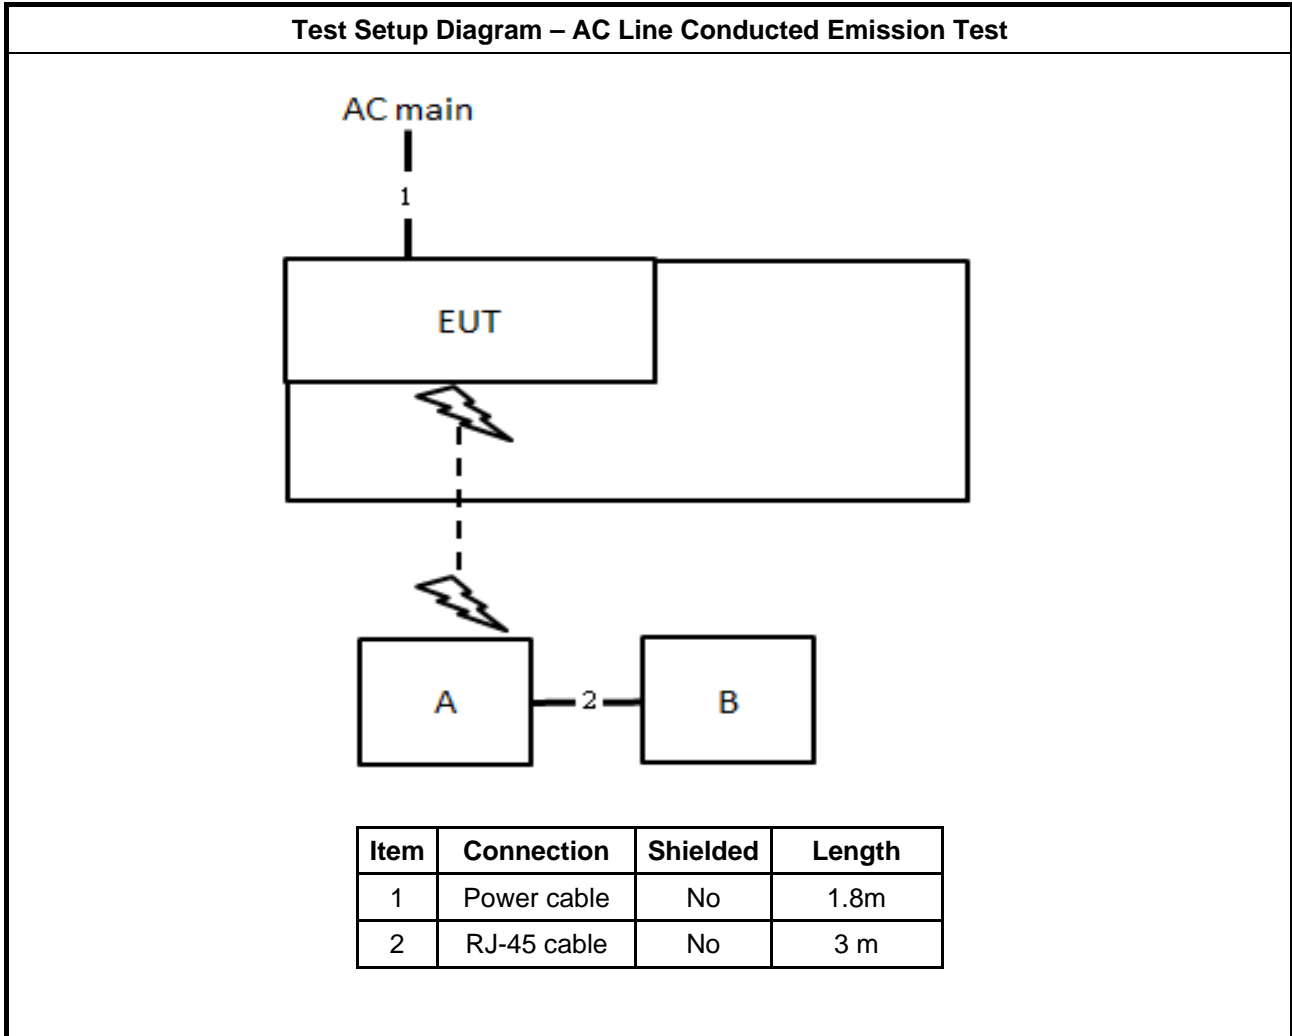 Test Setup Diagram – AC Line Conducted Emission Test
AC main
1
EUT
A
2
B
Item Connection Shielded Length
1 Power cable No 1.8m
2 RJ-45 cable No 3 m